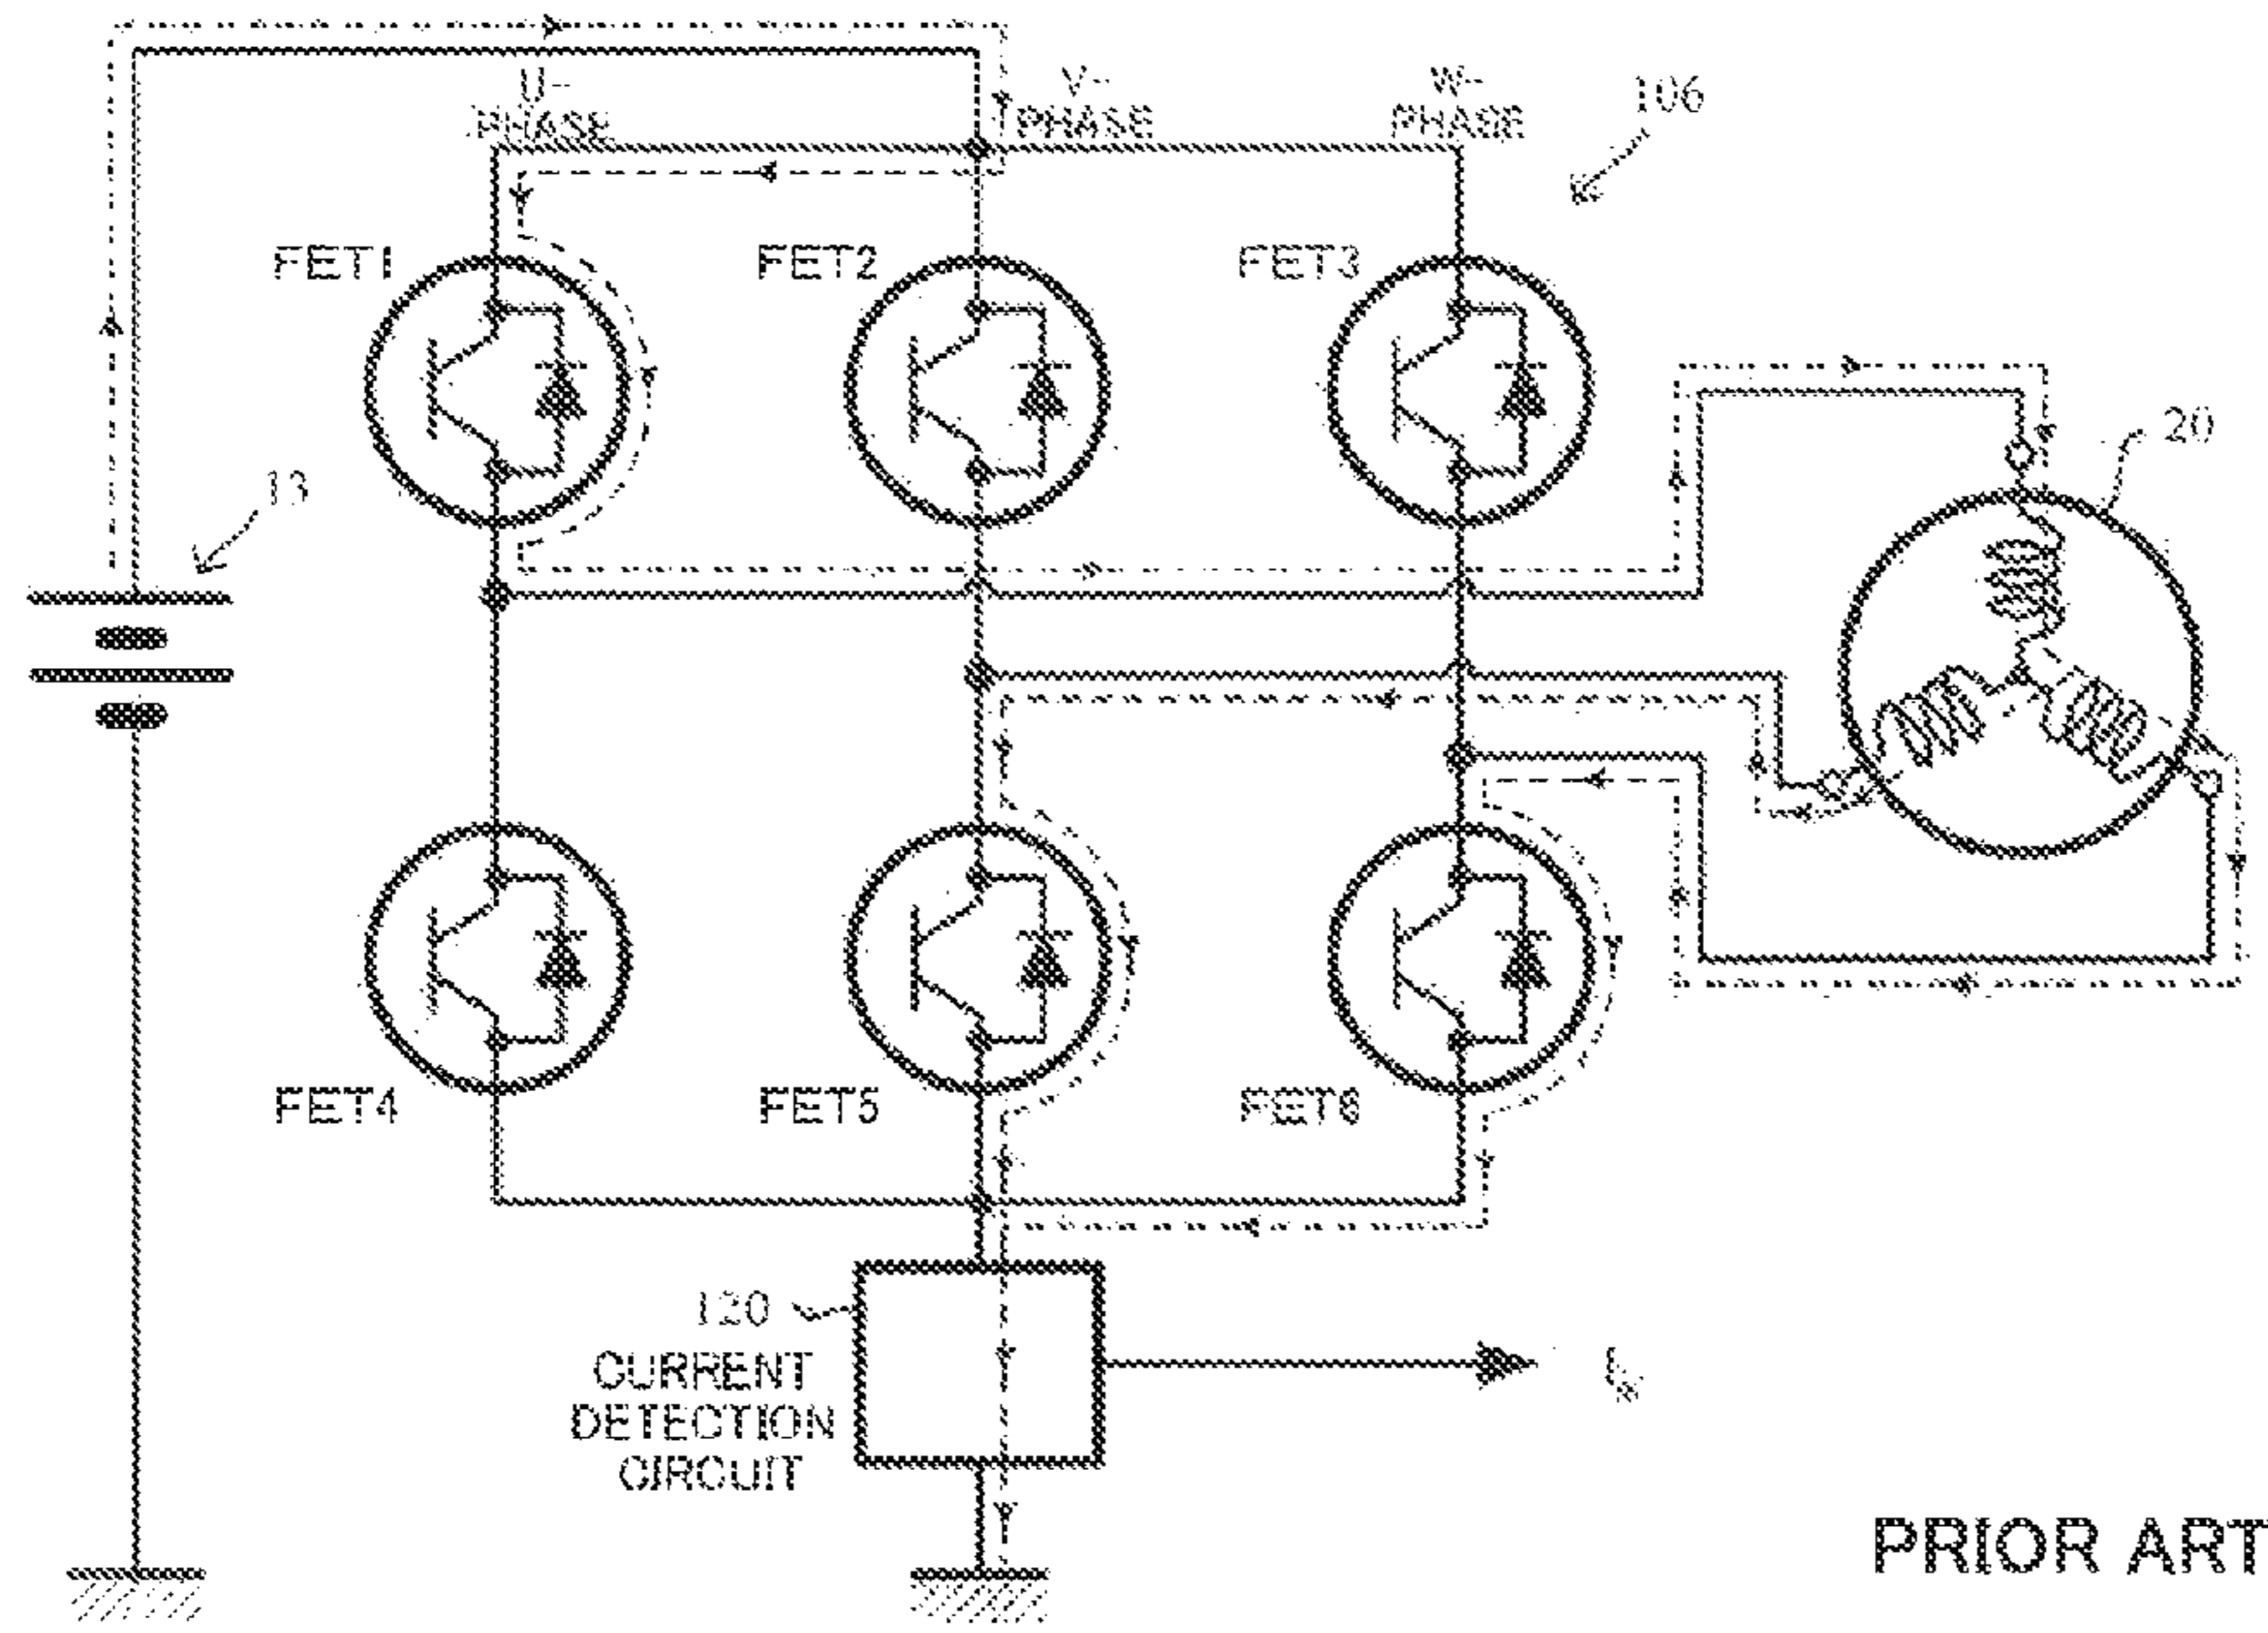 U-
PHASE
V-
PHASE
W-
PHASE
106
FET1
FET2
FET3
20
13
FET4
FET5
FET6
120
CURRENT
DETECTION
CIRCUIT
PRIOR ART